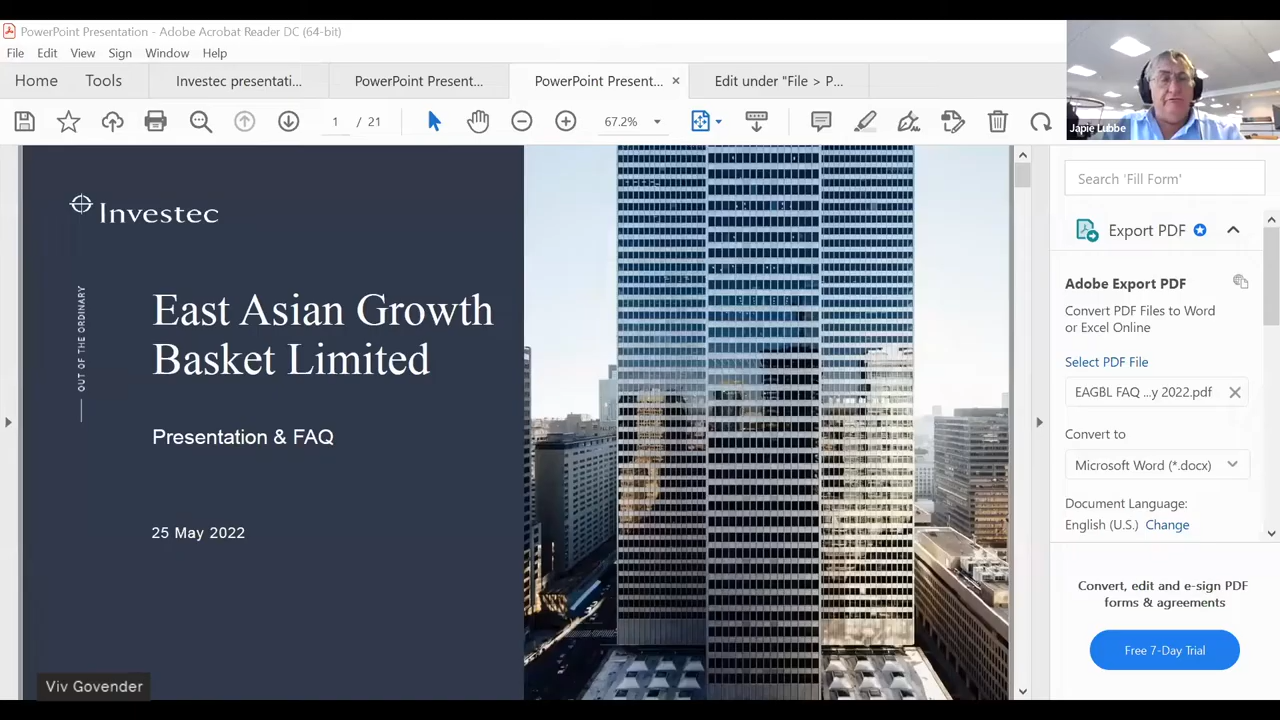 PowerPoint Presentation - Adobe Acrobat Reader DC (64-bit)
File Edit View Sign Window Help
Home Tools Investec presentati... PowerPoint Present... PowerPoint Present... × Edit under "File > P...
1 / 21 67.2%
Japie Lubbe
Investec
OUT OF THE ORDINARY
East Asian Growth
Basket Limited
Presentation & FAQ
25 May 2022
Viv Govender
Search 'Fill Form'
Export PDF
Adobe Export PDF
Convert PDF Files to Word
or Excel Online
Select PDF File
EAGBL FAQ ...y 2022.pdf
Convert to
Microsoft Word (*.docx)
Document Language:
English (U.S.) Change
Convert, edit and e-sign PDF
forms & agreements
Free 7-Day Trial